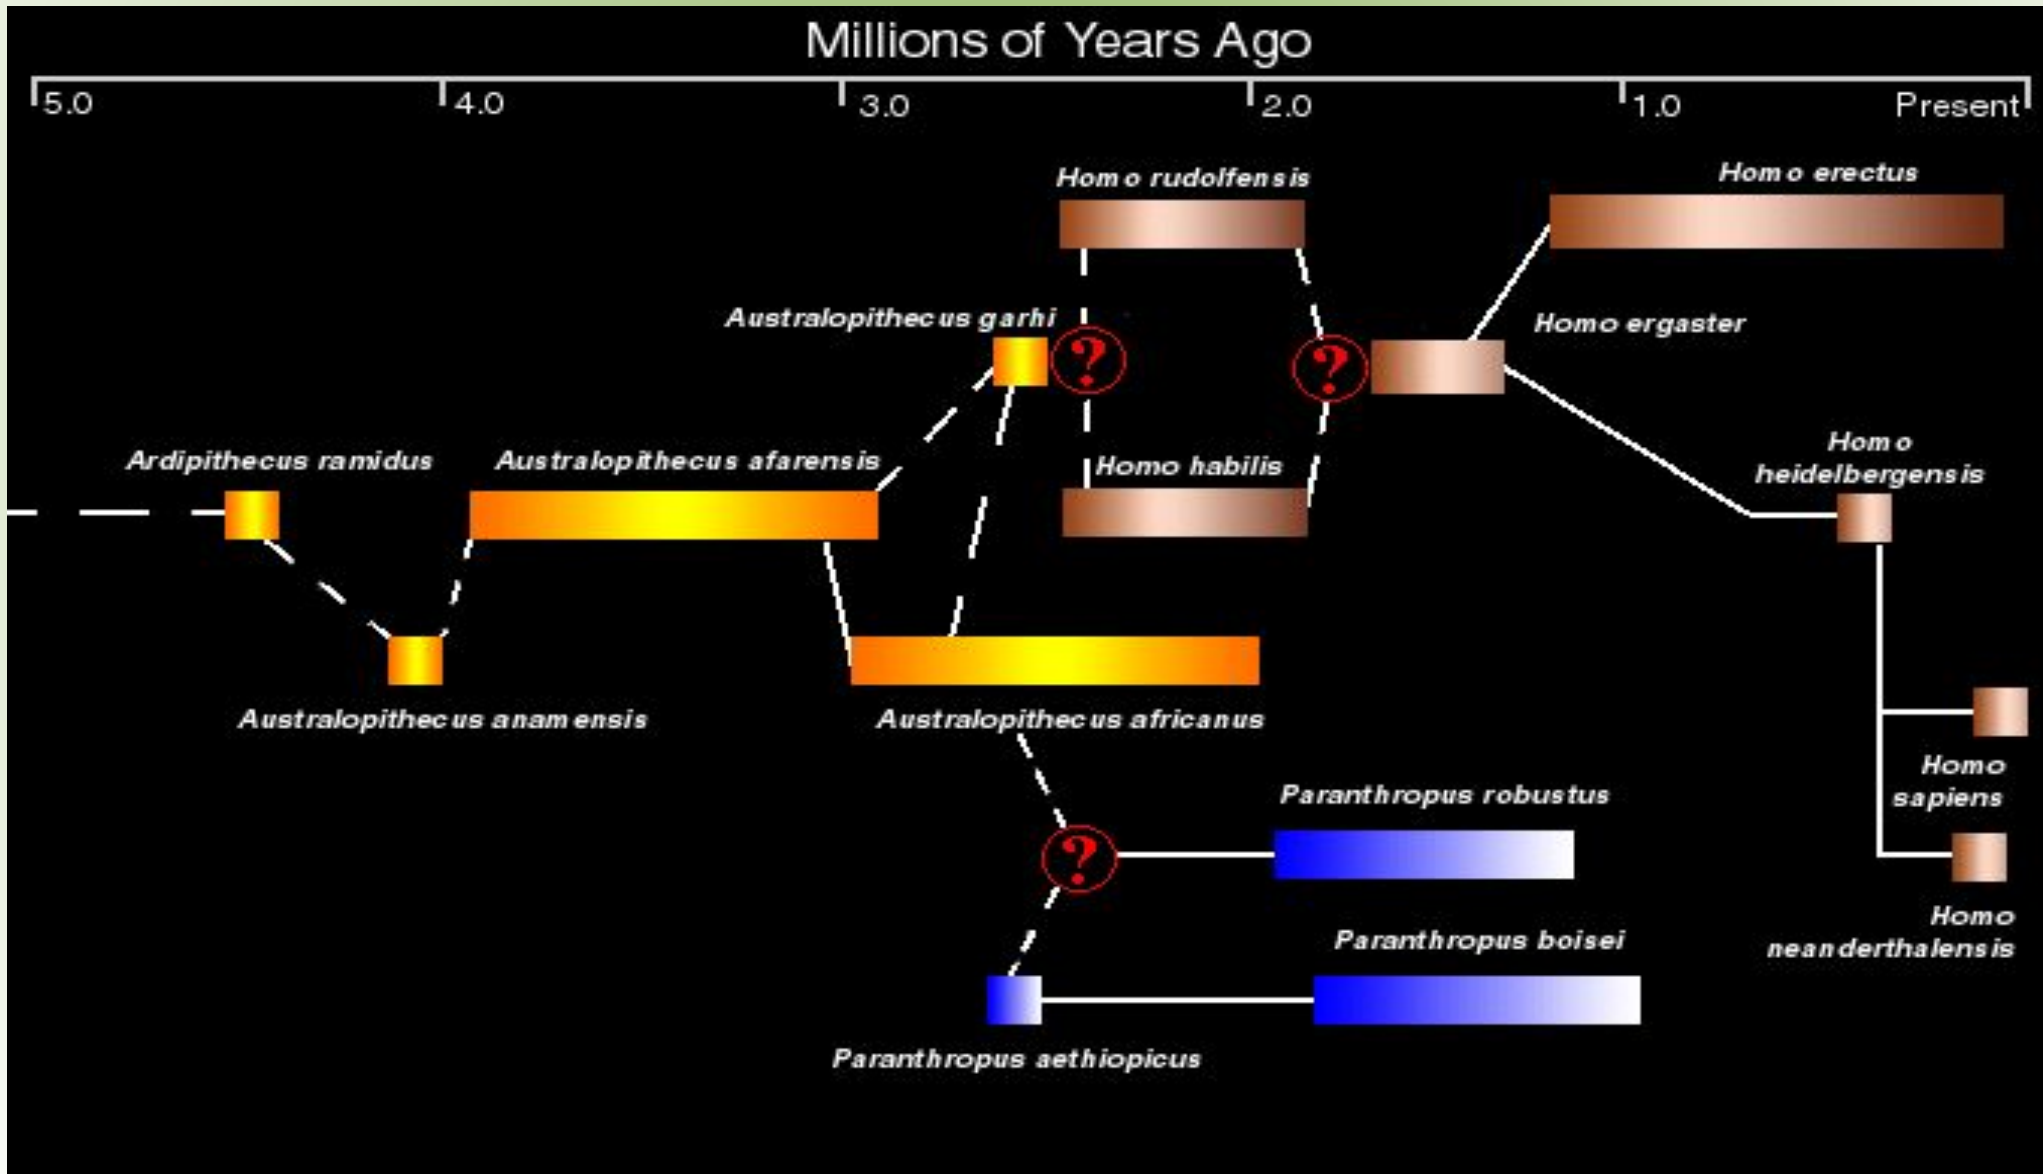 Millions of Years Ago
5.0 4.0 3.0 2.0 1.0 Present
Homo rudolfensis
Homo erectus
Australopithecus garhi
Homo ergaster
?
?
Ardipithecus ramidus
Australopithecus afarensis
Homo habilis
Homo
heidelbergensis
Australopithecus anamensis
Australopithecus africanus
Homo
sapiens
Paranthropus robustus
?
Paranthropus boisei
Homo
neanderthalensis
Paranthropus aethiopicus